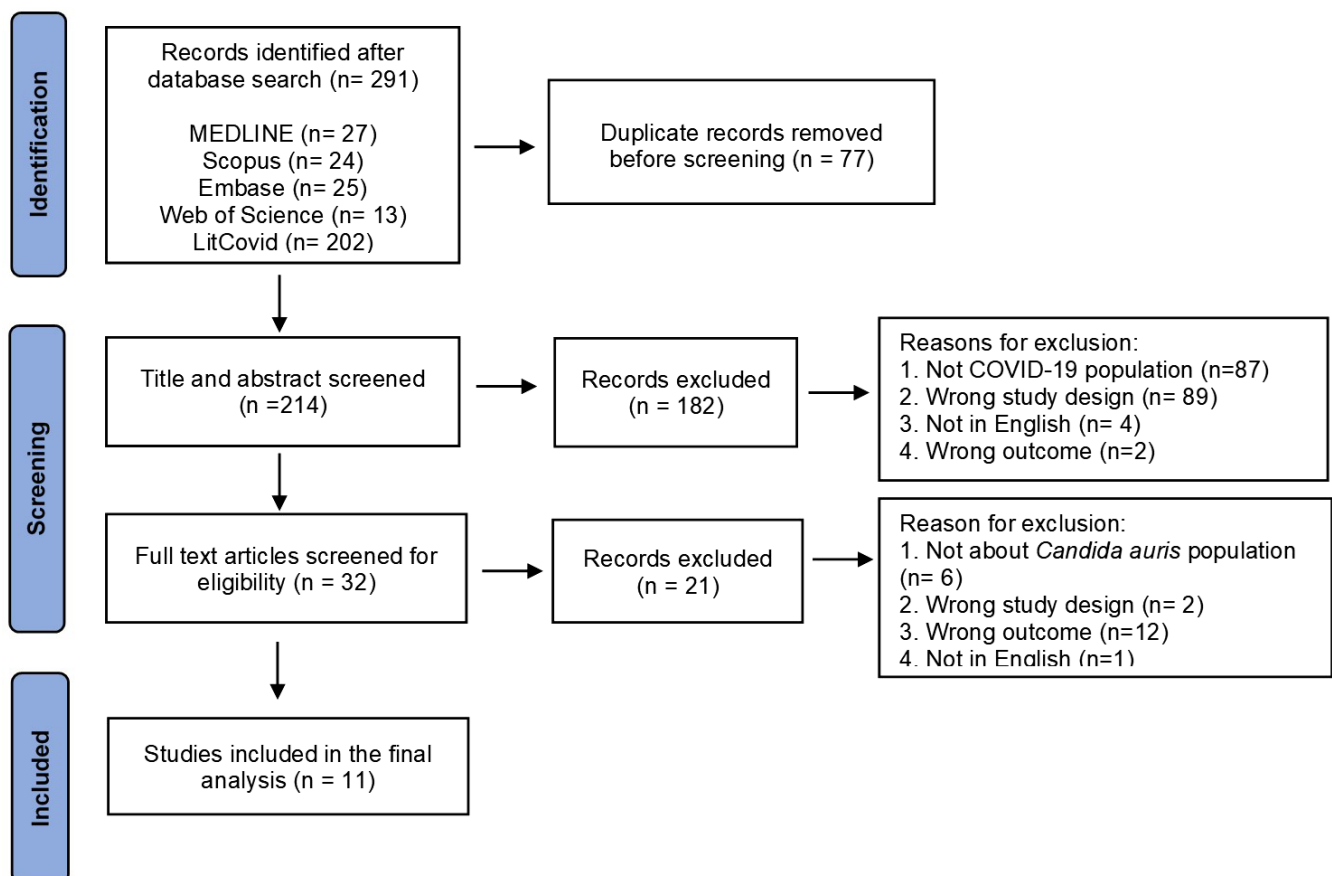 Identification
Records identified after
database search (n= 291)
MEDLINE (n= 27)
Scopus (n= 24)
Embase (n= 25)
Web of Science (n= 13)
LitCovid (n= 202)
Duplicate records removed
before screening (n = 77)
Screening
Title and abstract screened
(n =214)
Records excluded
(n = 182)
Reasons for exclusion:
1. Not COVID-19 population (n=87)
2. Wrong study design (n= 89)
3. Not in English (n= 4)
4. Wrong outcome (n=2)
Full text articles screened for
eligibility (n = 32)
Records excluded
(n = 21)
Reason for exclusion:
1. Not about Candida auris population
(n= 6)
2. Wrong study design (n= 2)
3. Wrong outcome (n=12)
4. Not in English (n=1)
Included
Studies included in the final
analysis (n = 11)